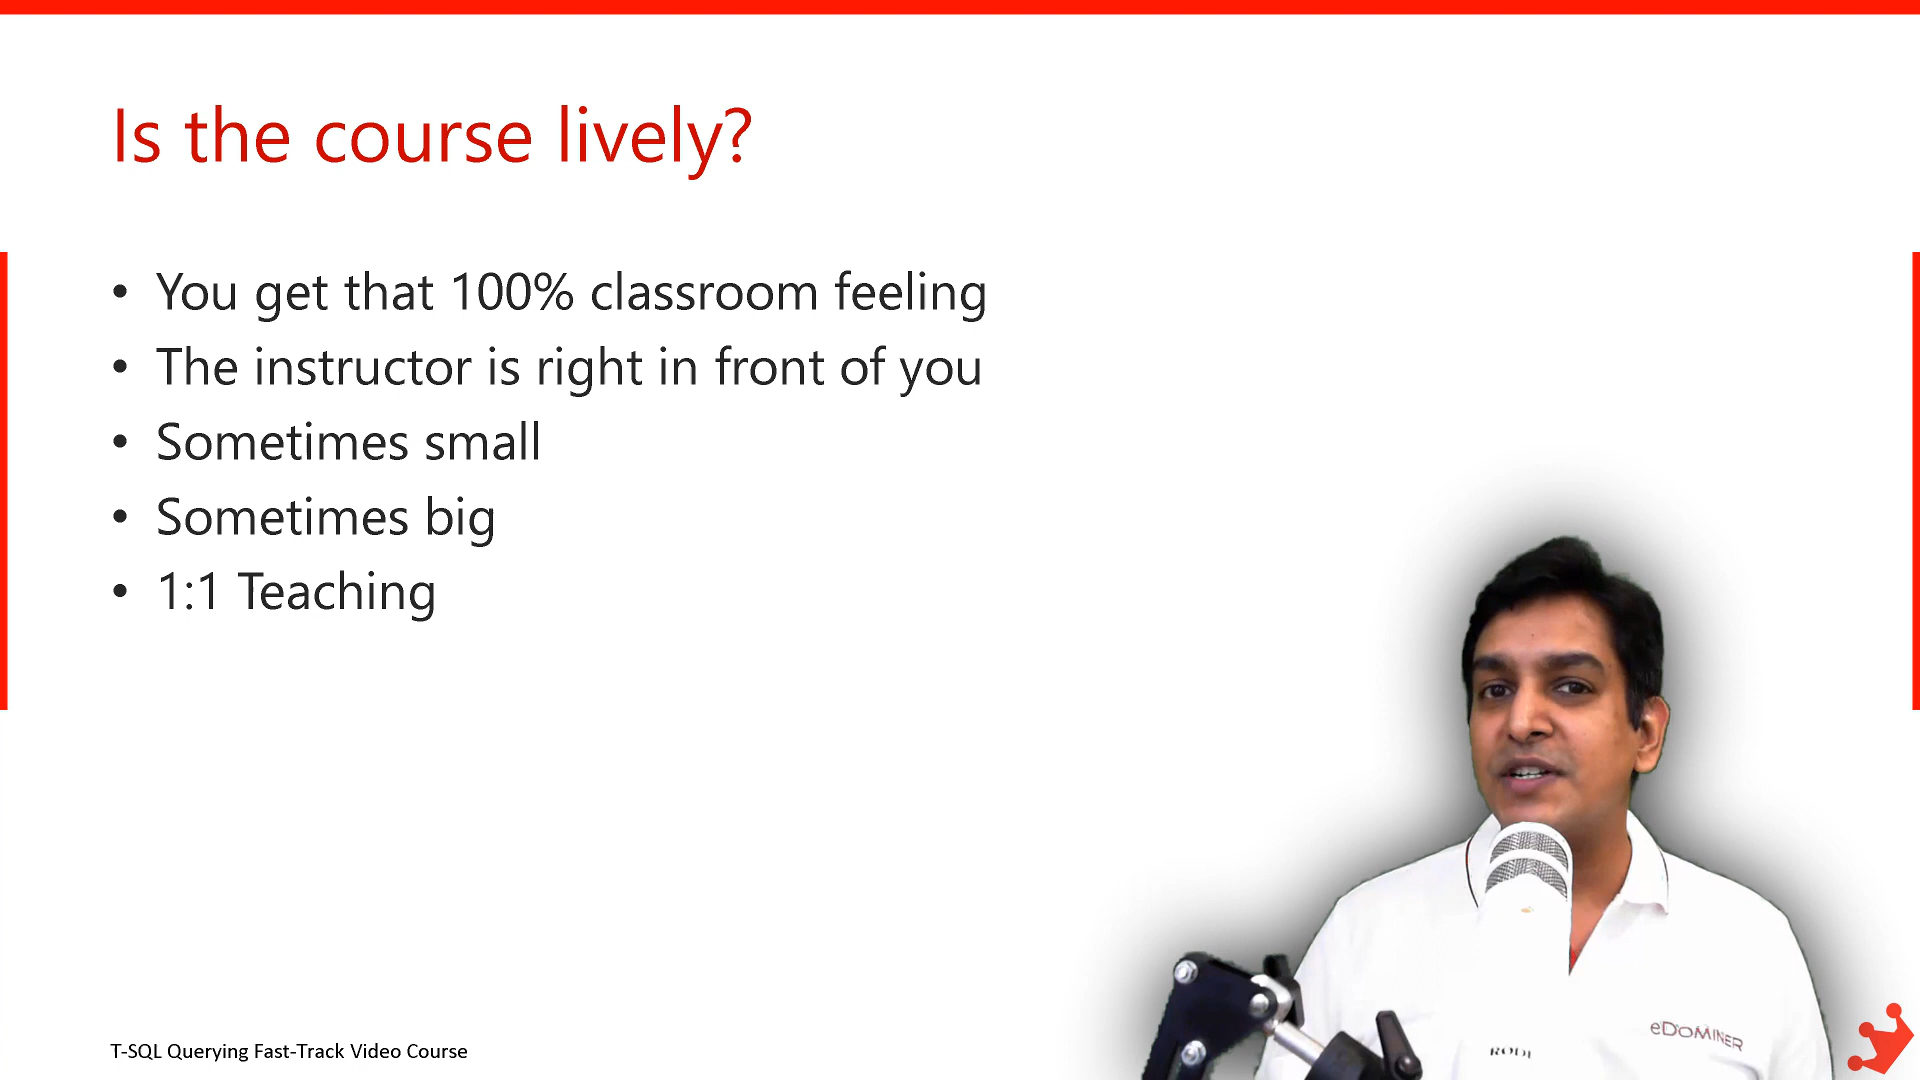 Is the course lively?
• You get that 100% classroom feeling
• The instructor is right in front of you
• Sometimes small
• Sometimes big
• 1:1 Teaching
eDOMINER
RODE
T-SQL Querying Fast-Track Video Course